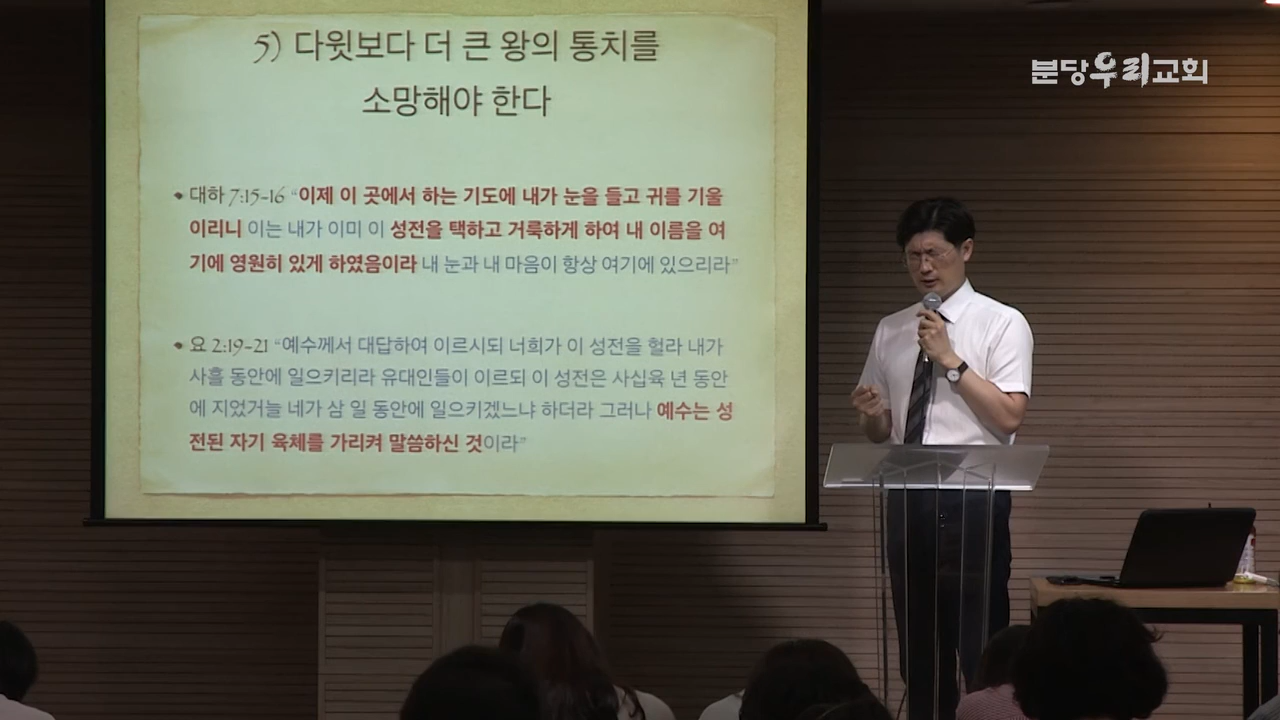 5) 다윗보다 더 큰 왕의 통치를
소망해야 한다
분당우리교회
• 대하 7:15-16 “이제 이 곳에서 하는 기도에 내가 눈을 들고 귀를 기울
이리니 이는 내가 이미 이 성전을 택하고 거룩하게 하여 내 이름을 여
기에 영원히 있게 하였음이라 내 눈과 내 마음이 항상 여기에 있으리라”
• 요 2:19-21 “예수께서 대답하여 이르시되 너희가 이 성전을 헐라 내가
사흘 동안에 일으키리라 유대인들이 이르되 이 성전은 사십육 년 동안
에 지었거늘 네가 삼 일 동안에 일으키겠느냐 하더라 그러나 예수는 성
전된 자기 육체를 가리켜 말씀하신 것이라”